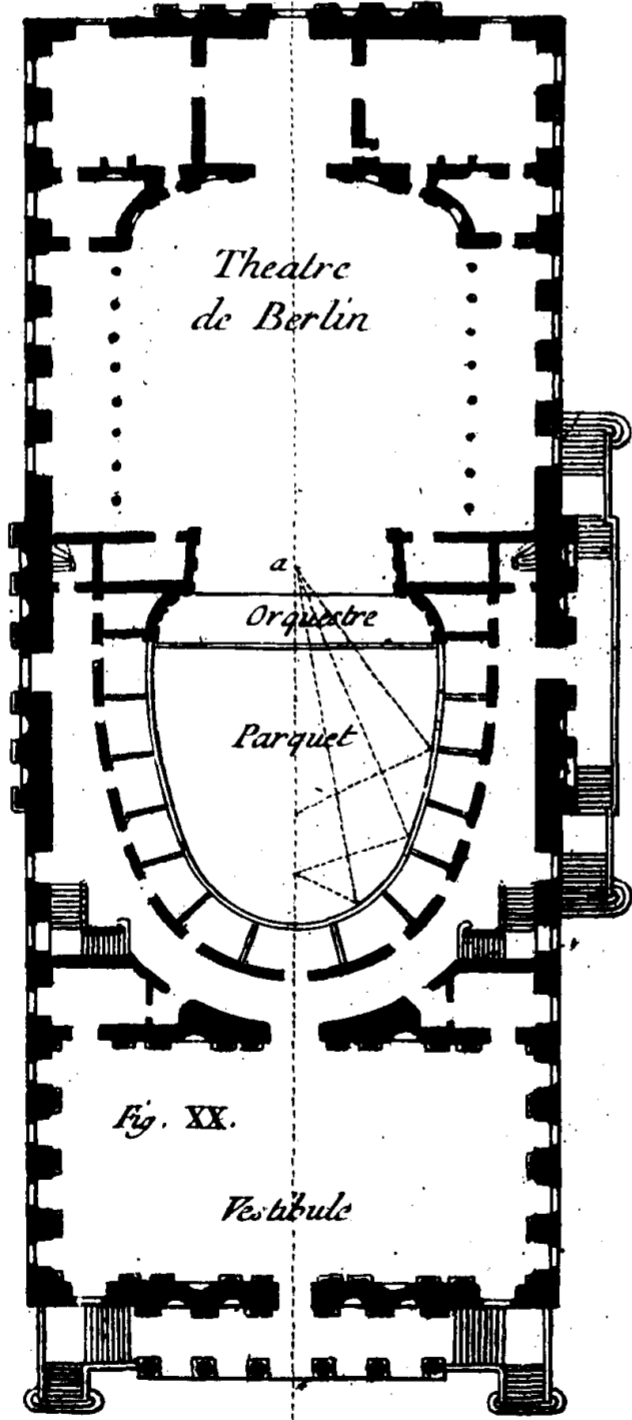 Theatre
de Berlin
a
Orquestre
Parquet
Fig. XX.
Vestibule